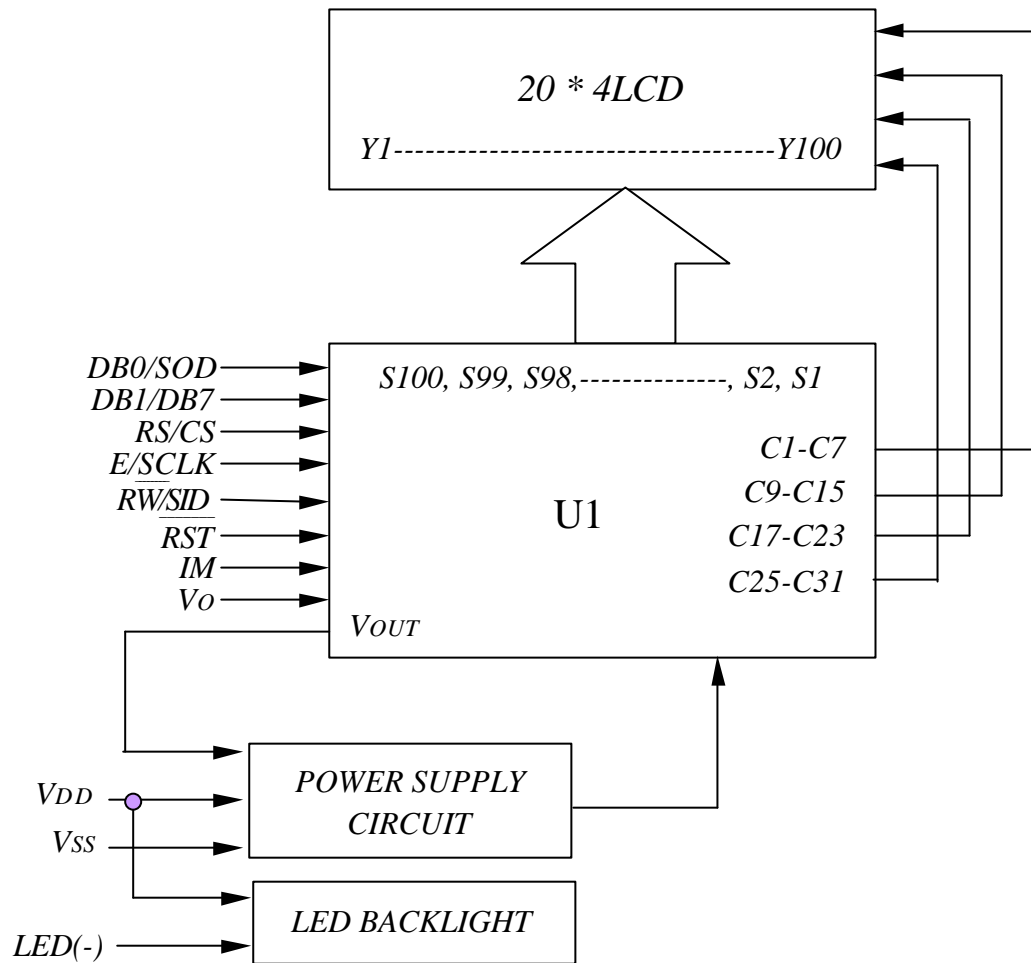 20 * 4LCD
Y1------------------------------------Y100
DB0/SOD
DB1/DB7
RS/CS
E/SCLK
RW/SID
RST
IM
VO
S100, S99, S98,--------------, S2, S1
C1-C7
C9-C15
U1
C17-C23
C25-C31
VOUT
POWER SUPPLY
CIRCUIT
VDD
VSS
LED BACKLIGHT
LED(-)